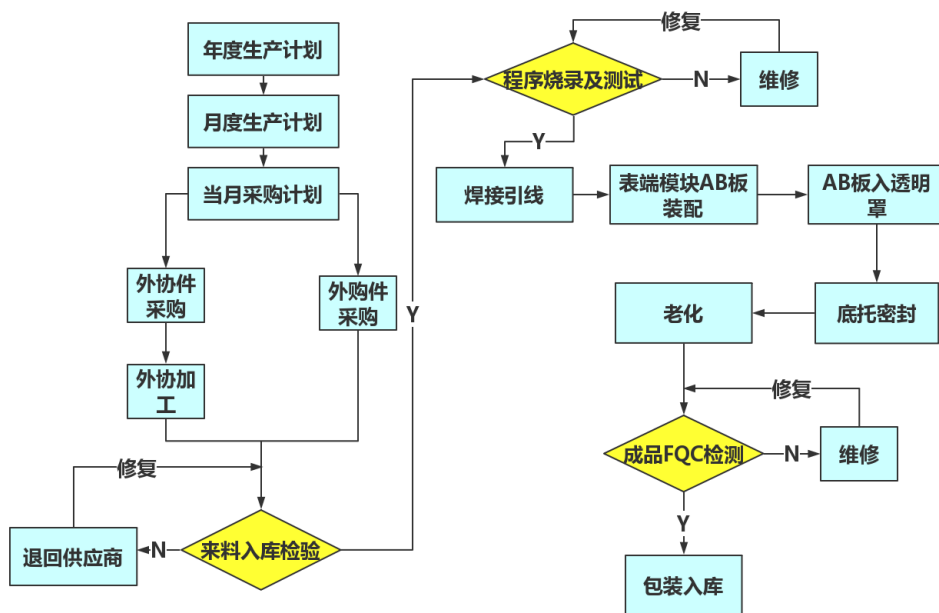 年度生产计划
月度生产计划
当月采购计划
外协件
采购
外购件
采购
外协加
工
修复
退回供应商
N
来料入库检验
Y
修复
程序烧录及测试
N
维修
Y
焊接引线
表端模块AB板
装配
AB板入透明
罩
底托密封
老化
修复
成品FQC检测
N
维修
Y
包装入库